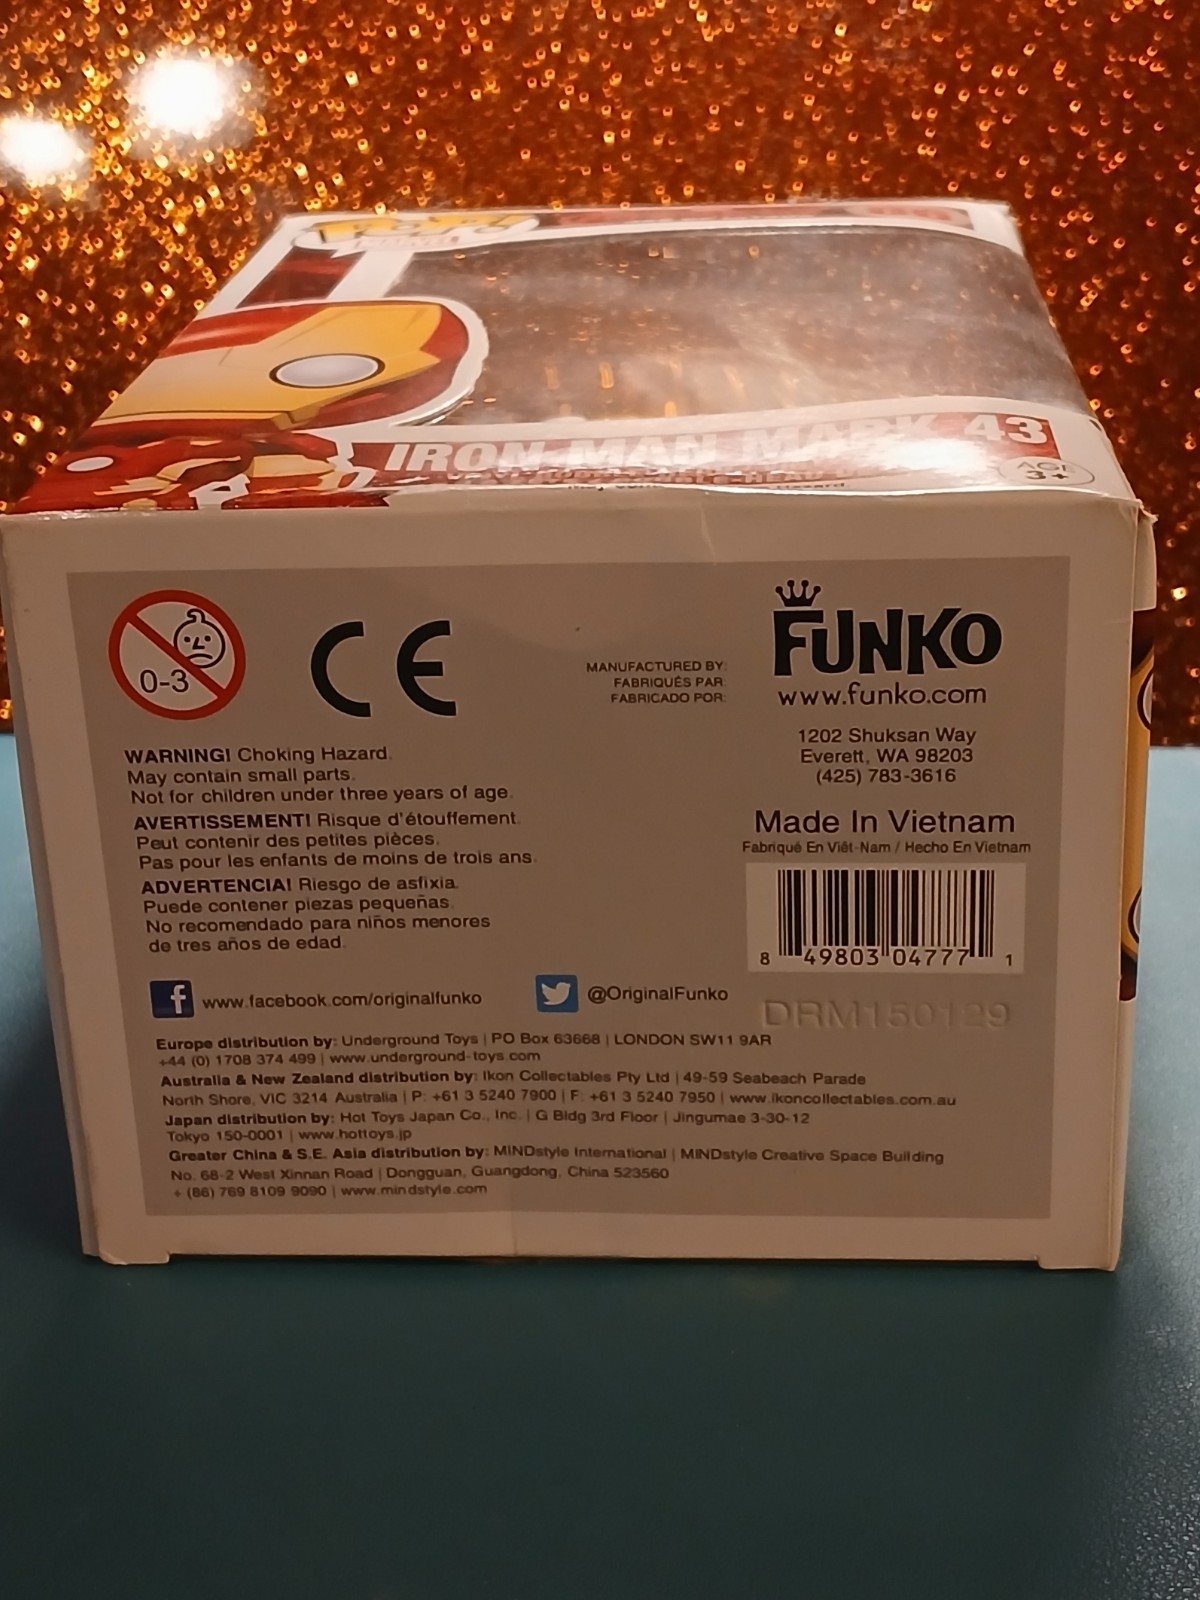 POP!
IRON MAN MARK 43
VINYL BOBBLE-HEAD
AGE
3+
0-3
CE
MANUFACTURED BY:
FABRIQUÉS PAR:
FABRICADO POR:
FUNKO
www.funko.com
1202 Shuksan Way
Everett, WA 98203
(425) 783-3616
WARNING! Choking Hazard.
May contain small parts.
Not for children under three years of age.
AVERTISSEMENT! Risque d'étouffement.
Peut contenir des petites pièces.
Pas pour les enfants de moins de trois ans.
ADVERTENCIA! Riesgo de asfixia.
Puede contener piezas pequeñas.
No recomendado para niños menores
de tres años de edad.
Made In Vietnam
Fabriqué En Viêt-Nam / Hecho En Vietnam
8 49803 04777 1
www.facebook.com/originalfunko
@OriginalFunko
DRM150129
Europe distribution by: Underground Toys | PO Box 63668 | LONDON SW11 9AR
+44 (0) 1708 374 499 | www.underground-toys.com
Australia & New Zealand distribution by: Ikon Collectables Pty Ltd | 49-59 Seabeach Parade
North Shore, VIC 3214 Australia | P: +61 3 5240 7900 | F: +61 3 5240 7950 | www.ikoncollectables.com.au
Japan distribution by: Hot Toys Japan Co., Inc. | G Bldg 3rd Floor | Jingumae 3-30-12
Tokyo 150-0001 | www.hottoys.jp
Greater China & S.E. Asia distribution by: MINDstyle International | MINDstyle Creative Space Building
No. 68-2 West Xinnan Road | Dongguan, Guangdong, China 523560
+ (86) 769 8109 9090 | www.mindstyle.com